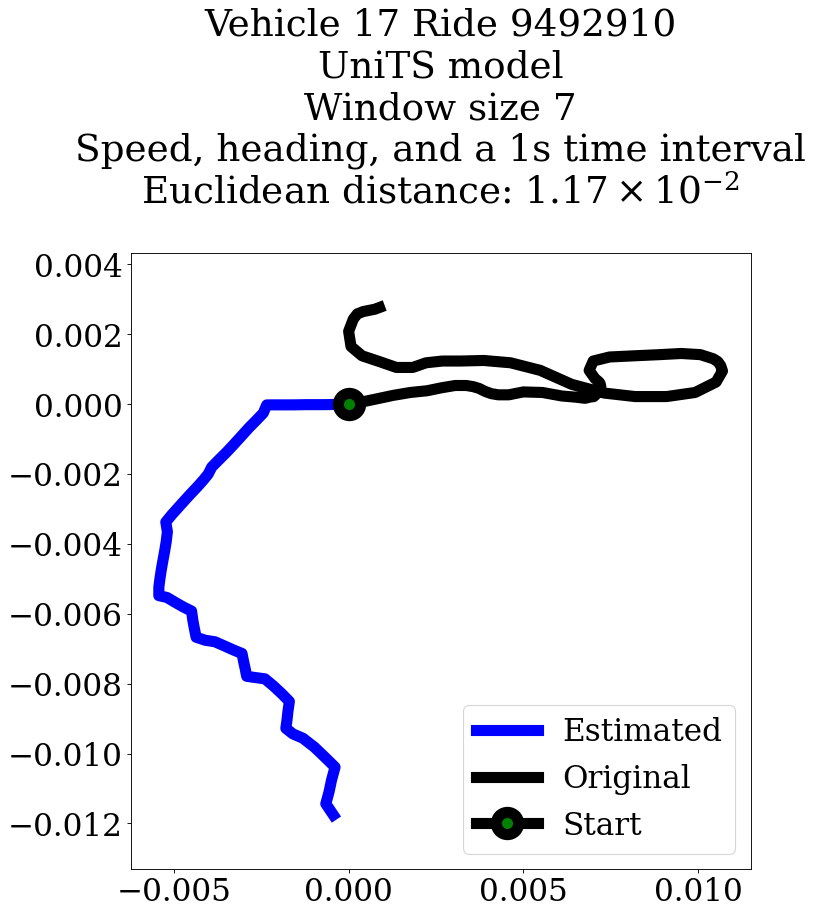 Vehicle 17 Ride 9492910
UniTS model
Window size 7
Speed, heading, and a 1s time interval
Euclidean distance: 1.17 × 10⁻²
0.004
0.002
0.000
−0.002
−0.004
−0.006
−0.008
−0.010
−0.012
Estimated
Original
Start
−0.005 0.000 0.005 0.010